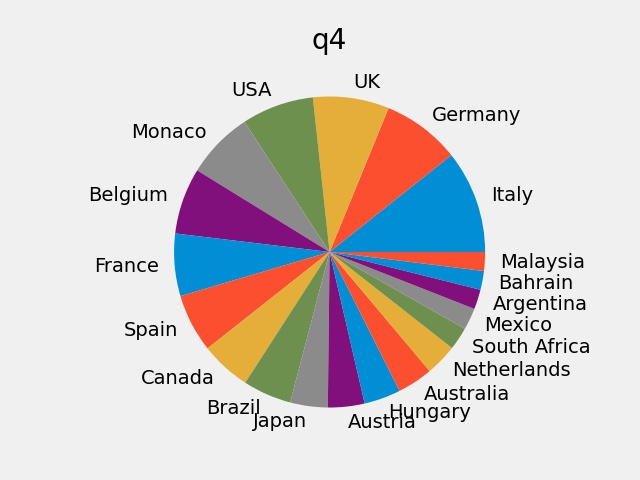 q4
UK
USA
Germany
Monaco
Belgium
Italy
France
Malaysia
Bahrain
Argentina
Mexico
Spain
South Africa
Netherlands
Canada
Australia
Brazil
Hungary
Japan
Austria